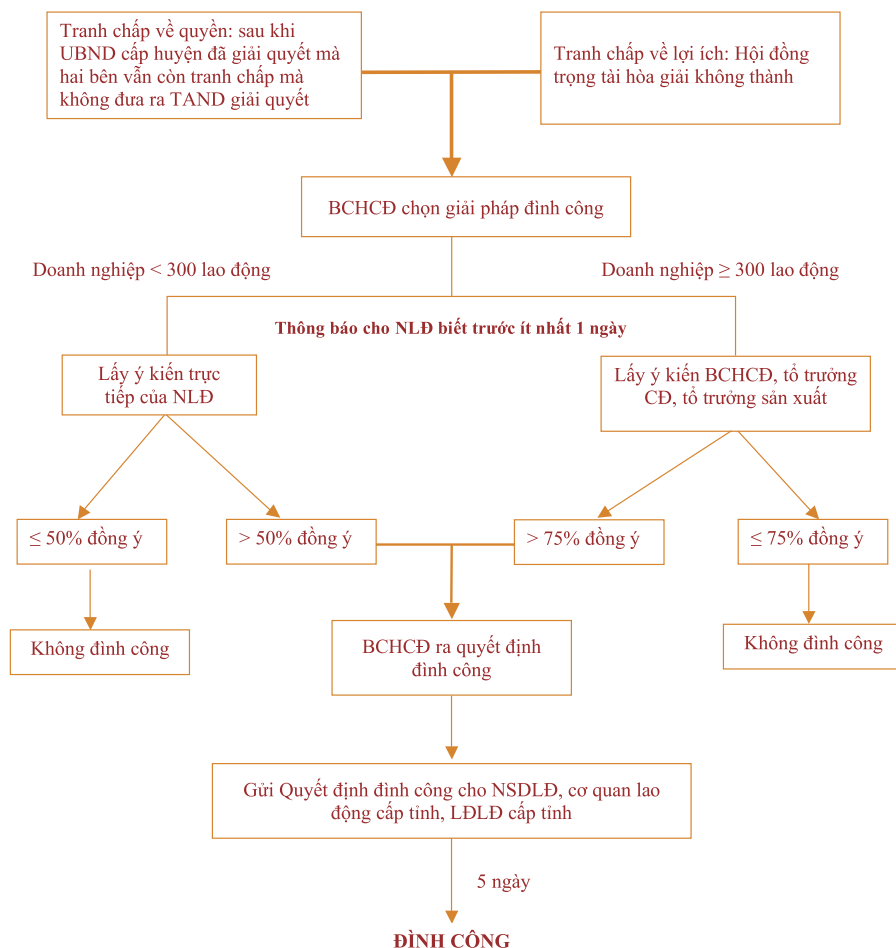 Tranh chấp về quyền: sau khi
UBND cấp huyện đã giải quyết mà
hai bên vẫn còn tranh chấp mà
không đưa ra TAND giải quyết
Tranh chấp về lợi ích: Hội đồng
trọng tài hòa giải không thành
BCHCĐ chọn giải pháp đình công
Doanh nghiệp < 300 lao động
Doanh nghiệp ≥ 300 lao động
Thông báo cho NLĐ biết trước ít nhất 1 ngày
Lấy ý kiến trực
tiếp của NLĐ
Lấy ý kiến BCHCĐ, tổ trưởng
CĐ, tổ trưởng sản xuất
≤ 50% đồng ý
> 50% đồng ý
> 75% đồng ý
≤ 75% đồng ý
Không đình công
BCHCĐ ra quyết định
đình công
Không đình công
Gửi Quyết định đình công cho NSDLĐ, cơ quan lao
động cấp tỉnh, LĐLĐ cấp tỉnh
5 ngày
ĐÌNH CÔNG